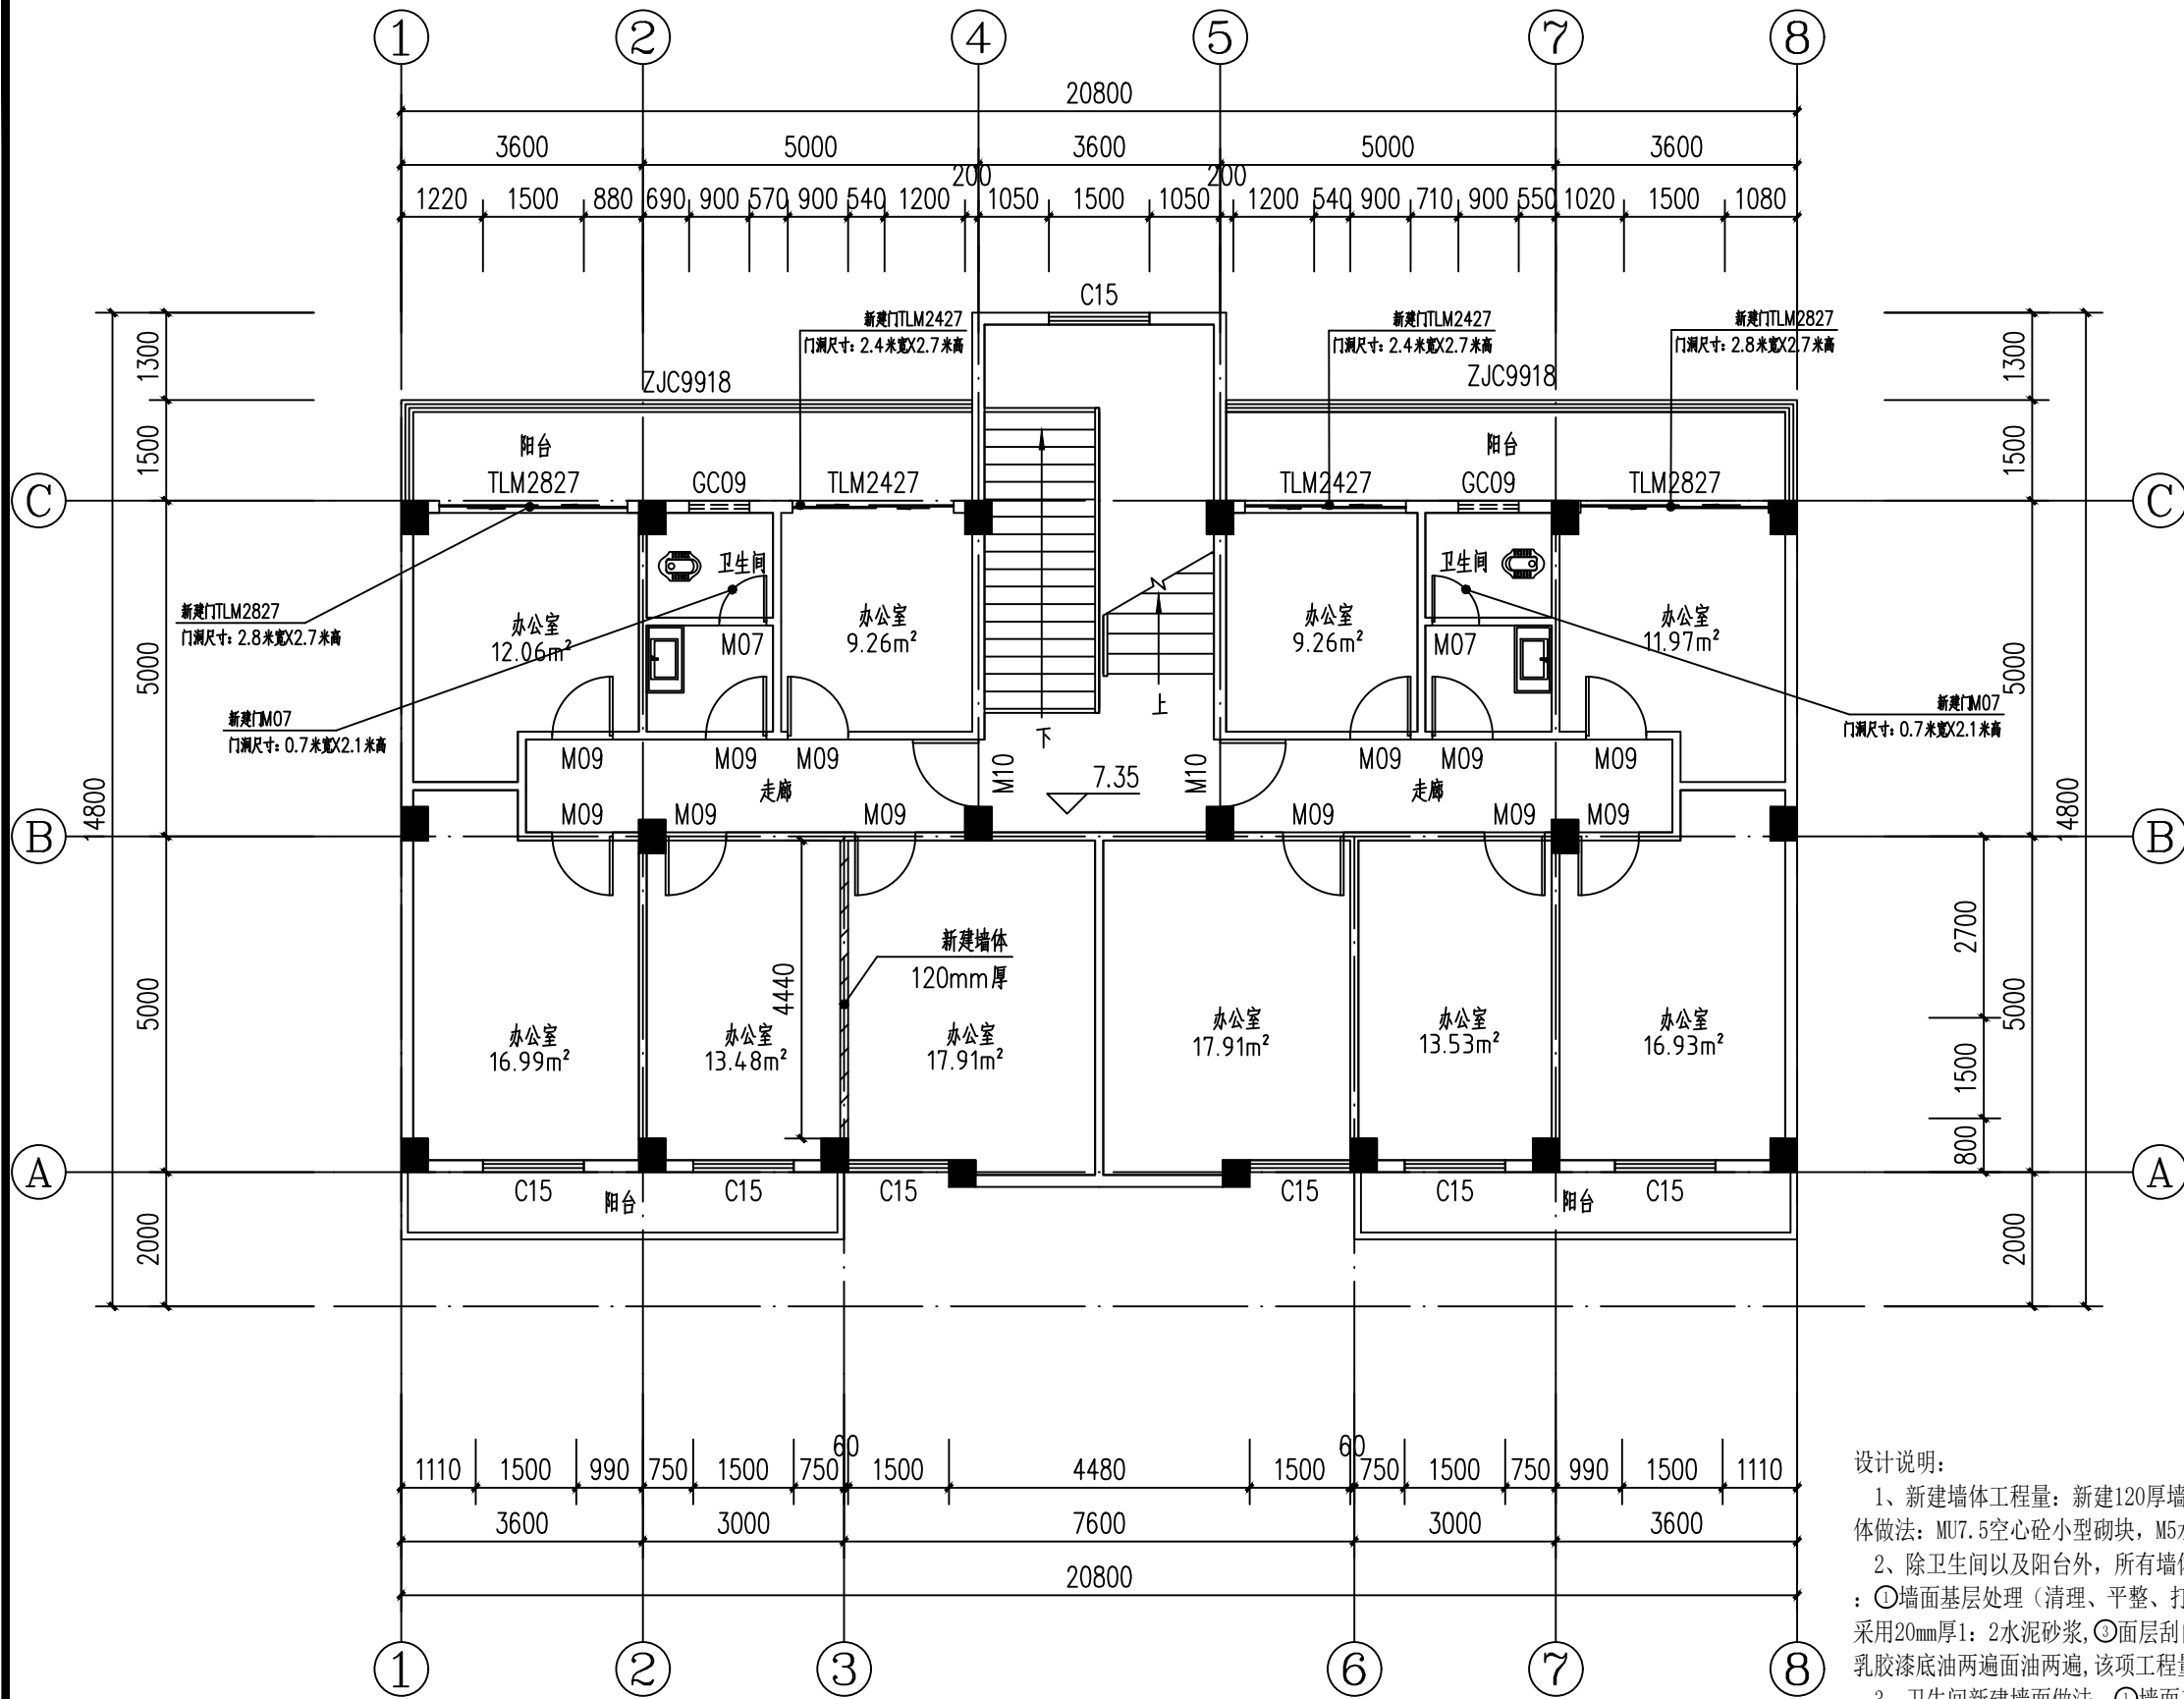 ① ② ④ ⑤ ⑦ ⑧
20800
3600 5000 3600 5000 3600
200 200
1220 1500 880 690 900 570 900 540 1200 1050 1500 1050 1200 540 900 710 900 550 1020 1500 1080
C15
新建门TLM2427
门洞尺寸: 2.4米宽X2.7米高
新建门TLM2427
门洞尺寸: 2.4米宽X2.7米高
新建门TLM2827
门洞尺寸: 2.8米宽X2.7米高
1300 1300
ZJC9918 ZJC9918
1500 阳台 阳台 1500
TLM2827 GC09 TLM2427 TLM2427 GC09 TLM2827
C C
卫生间 卫生间
新建门TLM2827
门洞尺寸: 2.8米宽X2.7米高
办公室
12.06m²
办公室
9.26m²
办公室
9.26m²
办公室
11.97m²
M07 M07
5000 5000
上
下
新建门M07
门洞尺寸: 0.7米宽X2.1米高
新建门M07
门洞尺寸: 0.7米宽X2.1米高
M09 M09 M09 M10 7.35 M10 M09 M09 M09
走廊 走廊
14800 14800
M09 M09 M09 M09 M09 M09
B B
新建墙体
120mm厚
4440
2700
5000 5000
办公室
16.99m²
办公室
13.48m²
办公室
17.91m²
办公室
17.91m²
办公室
13.53m²
办公室
16.93m²
1500
800
A A
C15 C15 C15 C15 C15 C15
阳台 阳台
2000 2000
60 60
1110 1500 990 750 1500 750 1500 4480 1500 750 1500 750 990 1500 1110
3600 3000 7600 3000 3600
20800
① ② ③ ⑥ ⑦ ⑧
设计说明:
1、新建墙体工程量: 新建120厚墙
体做法: MU7.5空心砼小型砌块, M5
2、除卫生间以及阳台外, 所有墙
: ①墙面基层处理 (清理、平整、
采用20mm厚1: 2水泥砂浆,③面层刮
乳胶漆底油两遍面油两遍,该项工程
3、卫生间新建墙面做法